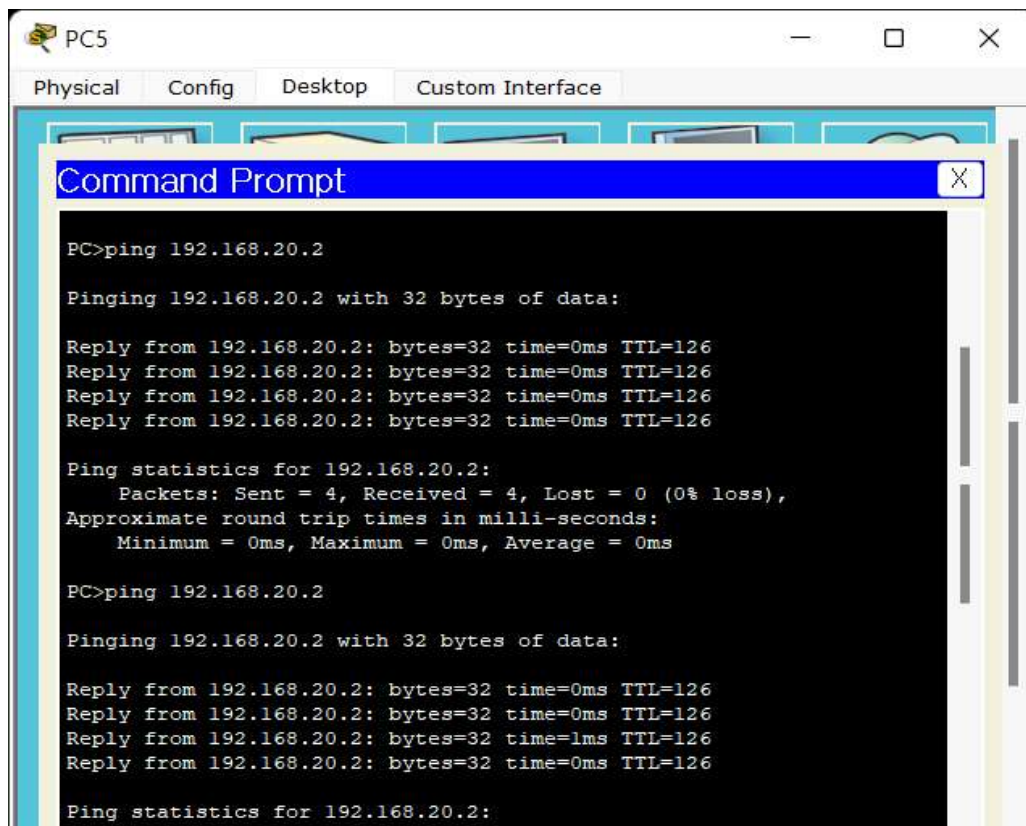 PC5
Physical Config Desktop Custom Interface
Command Prompt X
PC>ping 192.168.20.2
Pinging 192.168.20.2 with 32 bytes of data:
Reply from 192.168.20.2: bytes=32 time=0ms TTL=126
Reply from 192.168.20.2: bytes=32 time=0ms TTL=126
Reply from 192.168.20.2: bytes=32 time=0ms TTL=126
Reply from 192.168.20.2: bytes=32 time=0ms TTL=126
Ping statistics for 192.168.20.2:
Packets: Sent = 4, Received = 4, Lost = 0 (0% loss),
Approximate round trip times in milli-seconds:
Minimum = 0ms, Maximum = 0ms, Average = 0ms
PC>ping 192.168.20.2
Pinging 192.168.20.2 with 32 bytes of data:
Reply from 192.168.20.2: bytes=32 time=0ms TTL=126
Reply from 192.168.20.2: bytes=32 time=0ms TTL=126
Reply from 192.168.20.2: bytes=32 time=1ms TTL=126
Reply from 192.168.20.2: bytes=32 time=0ms TTL=126
Ping statistics for 192.168.20.2: